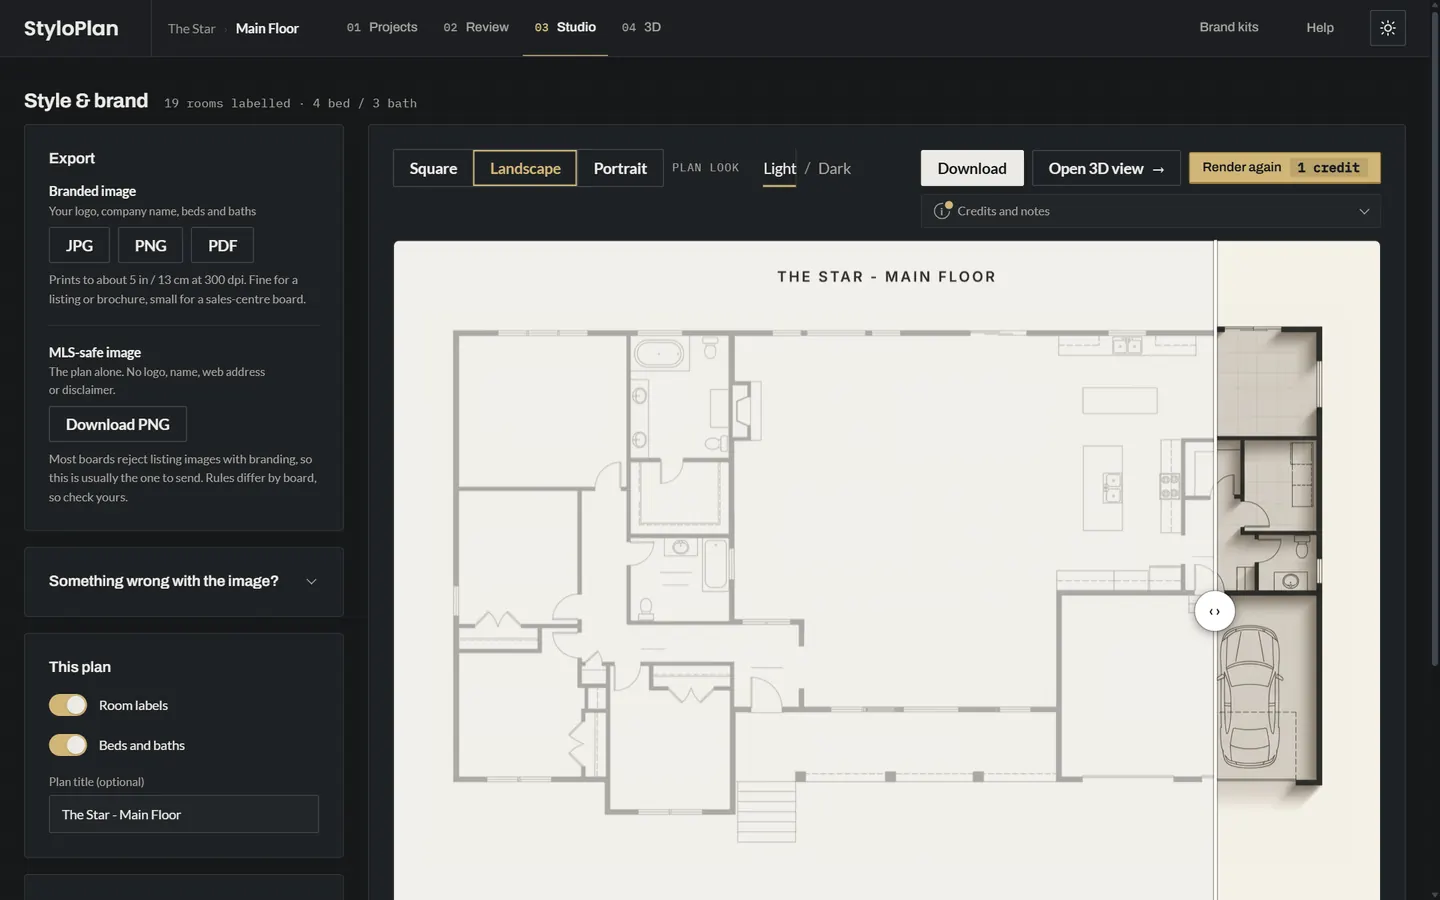 StyloPlan
The Star › Main Floor
01 Projects
02 Review
03 Studio
04 3D
Brand kits
Help
Style & brand
19 rooms labelled · 4 bed / 3 bath
Export
Branded image
Your logo, company name, beds and baths
JPG
PNG
PDF
Prints to about 5 in / 13 cm at 300 dpi. Fine for a
listing or brochure, small for a sales-centre board.
MLS-safe image
The plan alone. No logo, name, web address
or disclaimer.
Download PNG
Most boards reject listing images with branding, so
this is usually the one to send. Rules differ by board,
so check yours.
Something wrong with the image?
This plan
Room labels
Beds and baths
Plan title (optional)
The Star - Main Floor
Square
Landscape
Portrait
PLAN LOOK
Light / Dark
Download
Open 3D view →
Render again 1 credit
Credits and notes
THE STAR - MAIN FLOOR